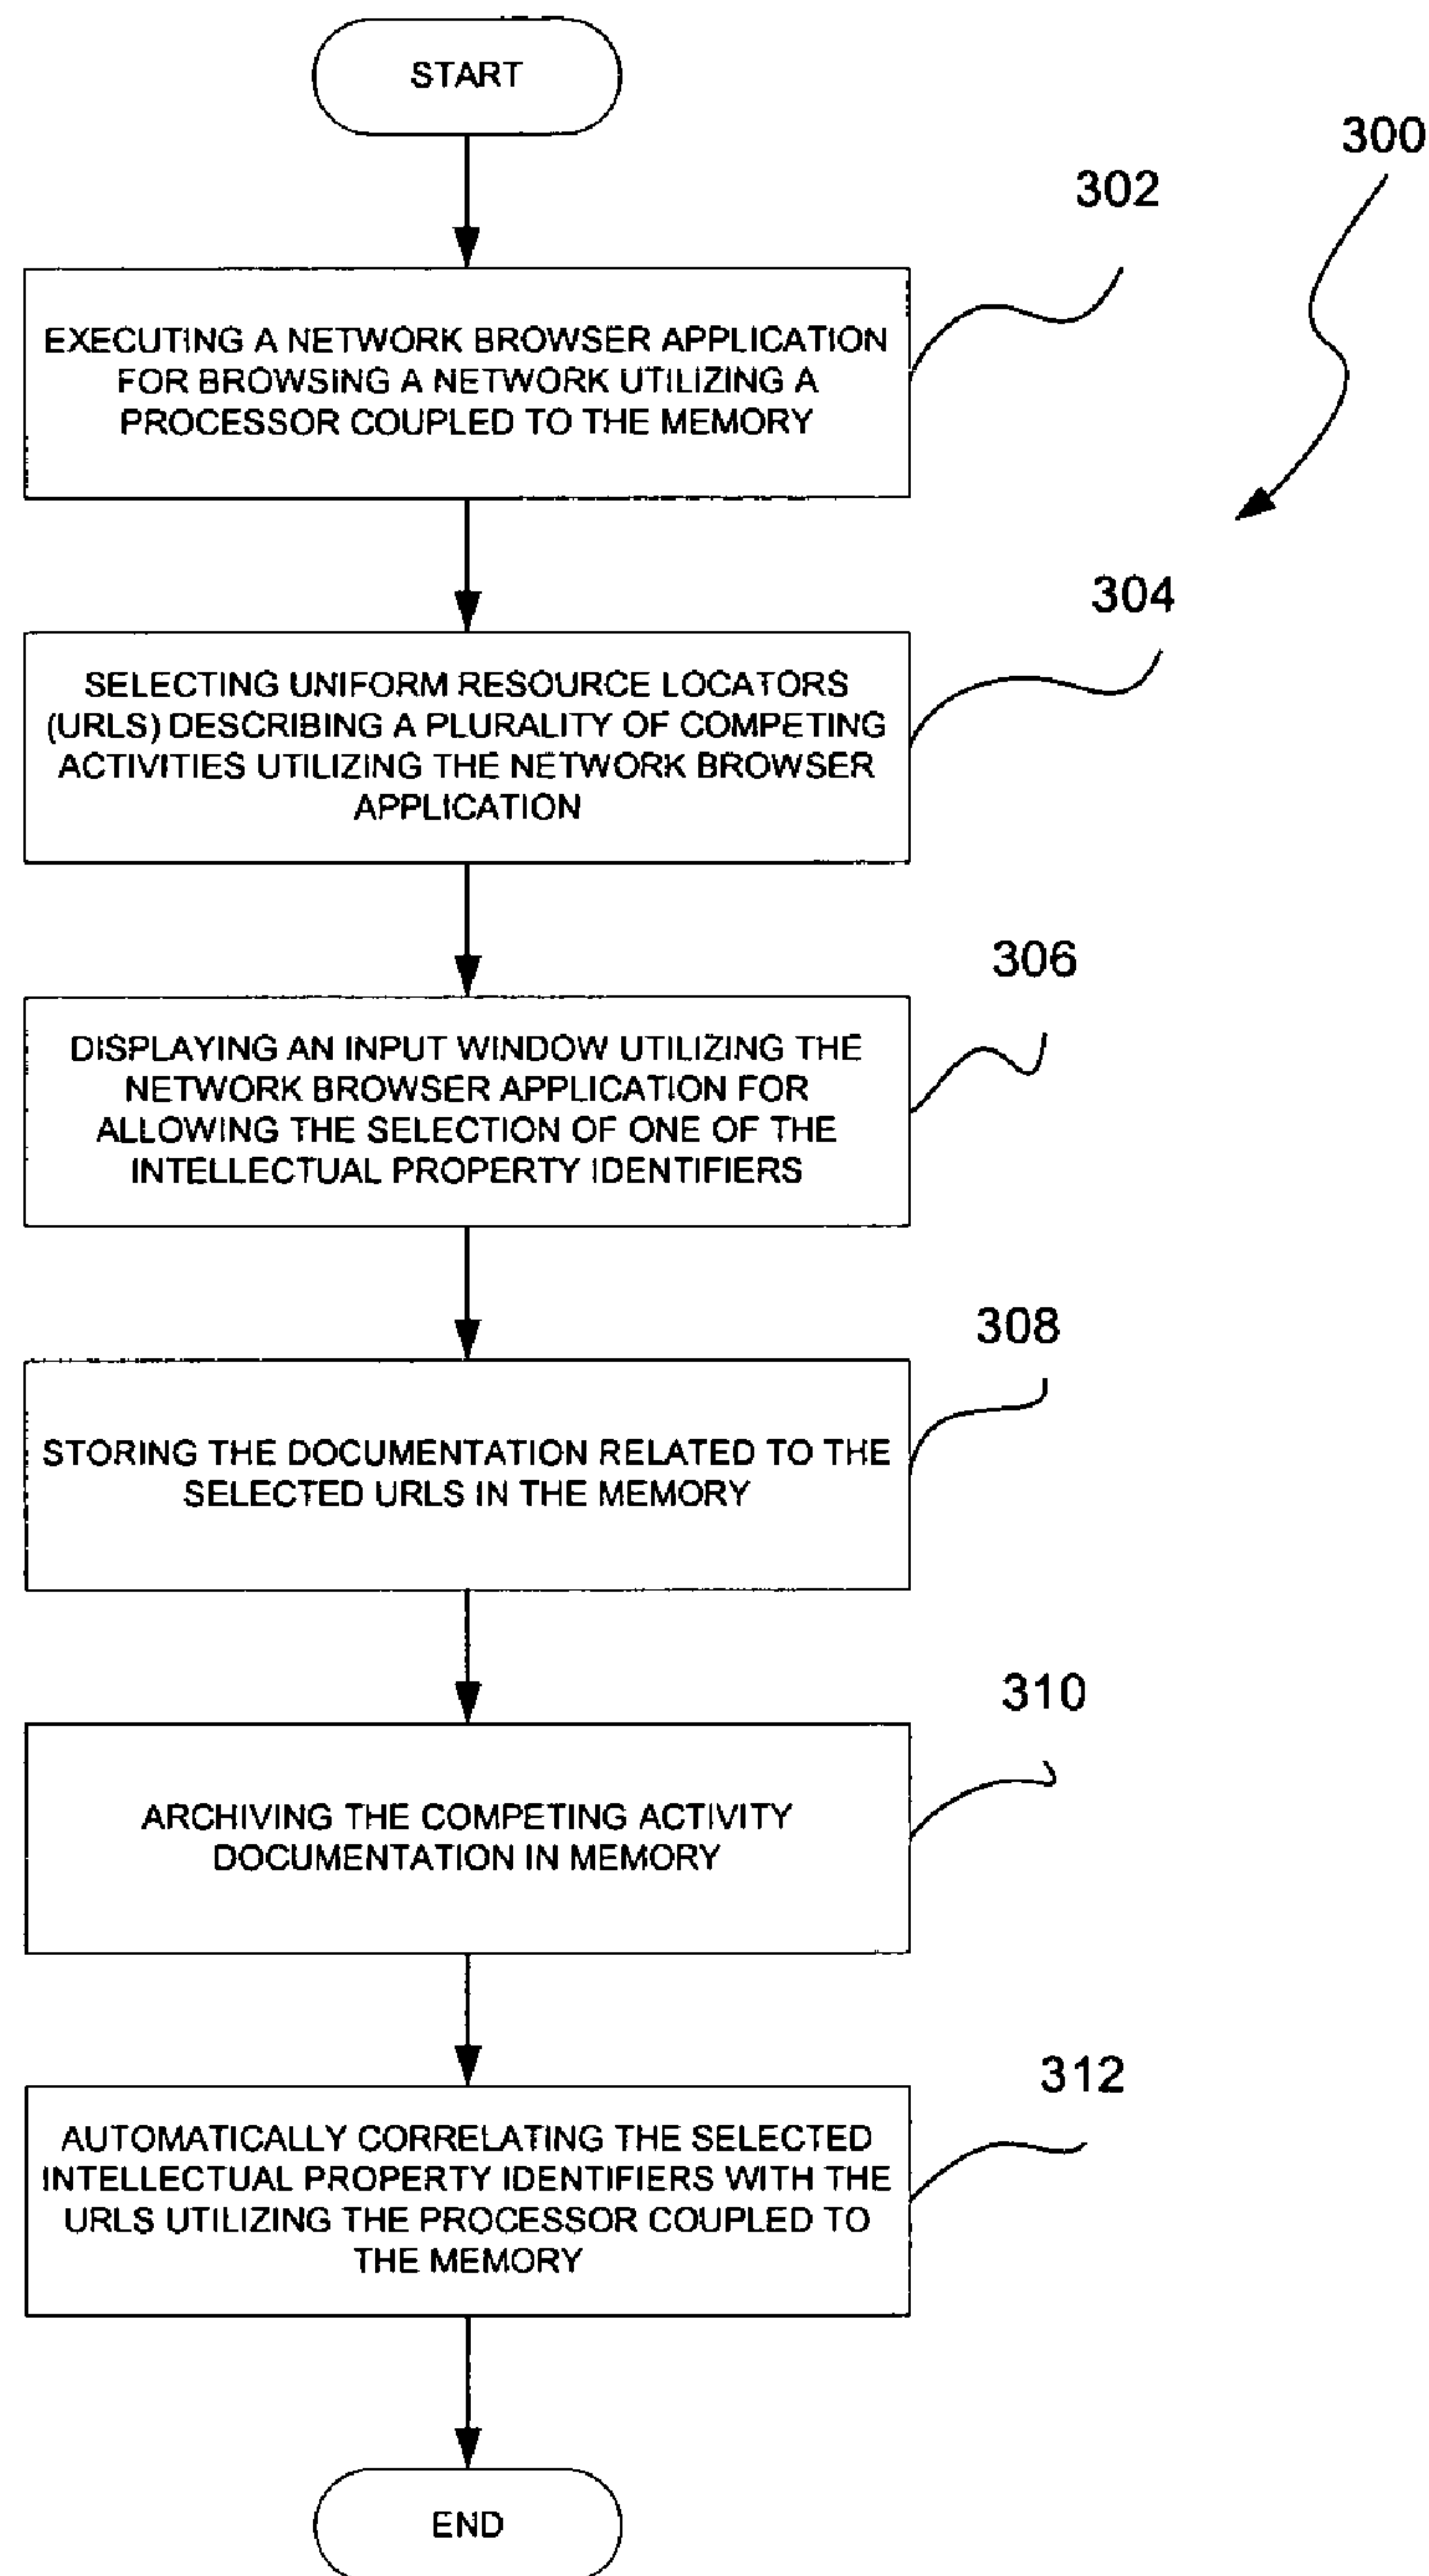 START
300
302
EXECUTING A NETWORK BROWSER APPLICATION
FOR BROWSING A NETWORK UTILIZING A
PROCESSOR COUPLED TO THE MEMORY
304
SELECTING UNIFORM RESOURCE LOCATORS
(URLS) DESCRIBING A PLURALITY OF COMPETING
ACTIVITIES UTILIZING THE NETWORK BROWSER
APPLICATION
306
DISPLAYING AN INPUT WINDOW UTILIZING THE
NETWORK BROWSER APPLICATION FOR
ALLOWING THE SELECTION OF ONE OF THE
INTELLECTUAL PROPERTY IDENTIFIERS
308
STORING THE DOCUMENTATION RELATED TO THE
SELECTED URLS IN THE MEMORY
310
ARCHIVING THE COMPETING ACTIVITY
DOCUMENTATION IN MEMORY
312
AUTOMATICALLY CORRELATING THE SELECTED
INTELLECTUAL PROPERTY IDENTIFIERS WITH THE
URLS UTILIZING THE PROCESSOR COUPLED TO
THE MEMORY
END